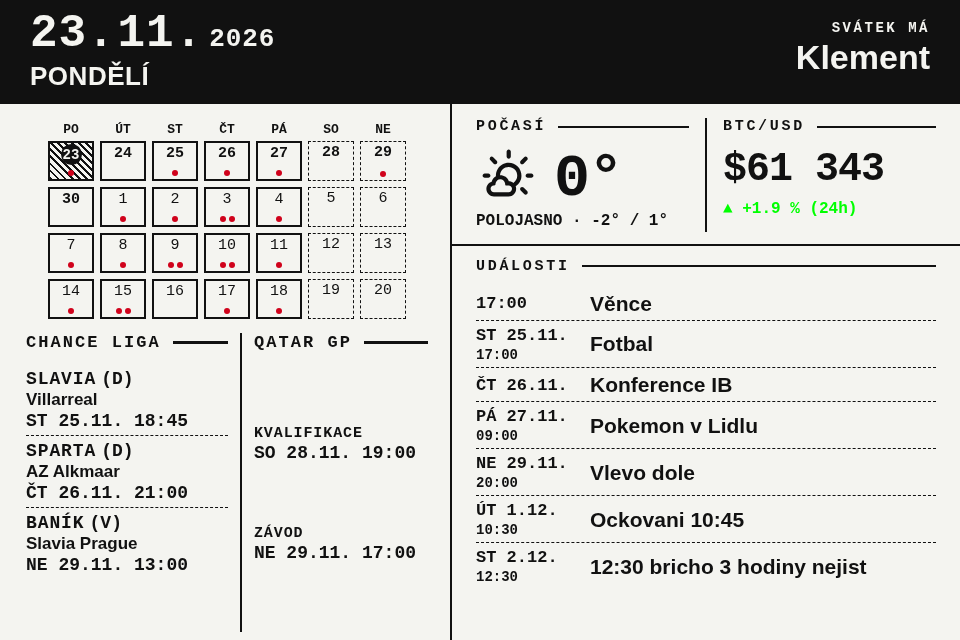 23.11. 2026
PONDĚLÍ
SVÁTEK MÁ
Klement
PO ÚT ST ČT PÁ SO NE
23 24 25 26 27 28 29
30 1 2 3 4 5 6
7 8 9 10 11 12 13
14 15 16 17 18 19 20
CHANCE LIGA
SLAVIA (D)
Villarreal
ST 25.11. 18:45
SPARTA (D)
AZ Alkmaar
ČT 26.11. 21:00
BANÍK (V)
Slavia Prague
NE 29.11. 13:00
QATAR GP
KVALIFIKACE
SO 28.11. 19:00
ZÁVOD
NE 29.11. 17:00
POČASÍ
0°
POLOJASNO · -2° / 1°
BTC/USD
$61 343
▲ +1.9 % (24h)
UDÁLOSTI
17:00 Věnce
ST 25.11.
17:00
Fotbal
ČT 26.11. Konference IB
PÁ 27.11.
09:00
Pokemon v Lidlu
NE 29.11.
20:00
Vlevo dole
ÚT 1.12.
10:30
Ockovani 10:45
ST 2.12.
12:30
12:30 bricho 3 hodiny nejist